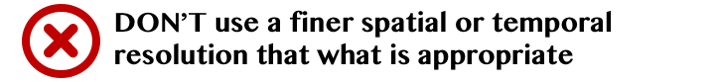 DON'T use a finer spatial or temporal
resolution that what is appropriate